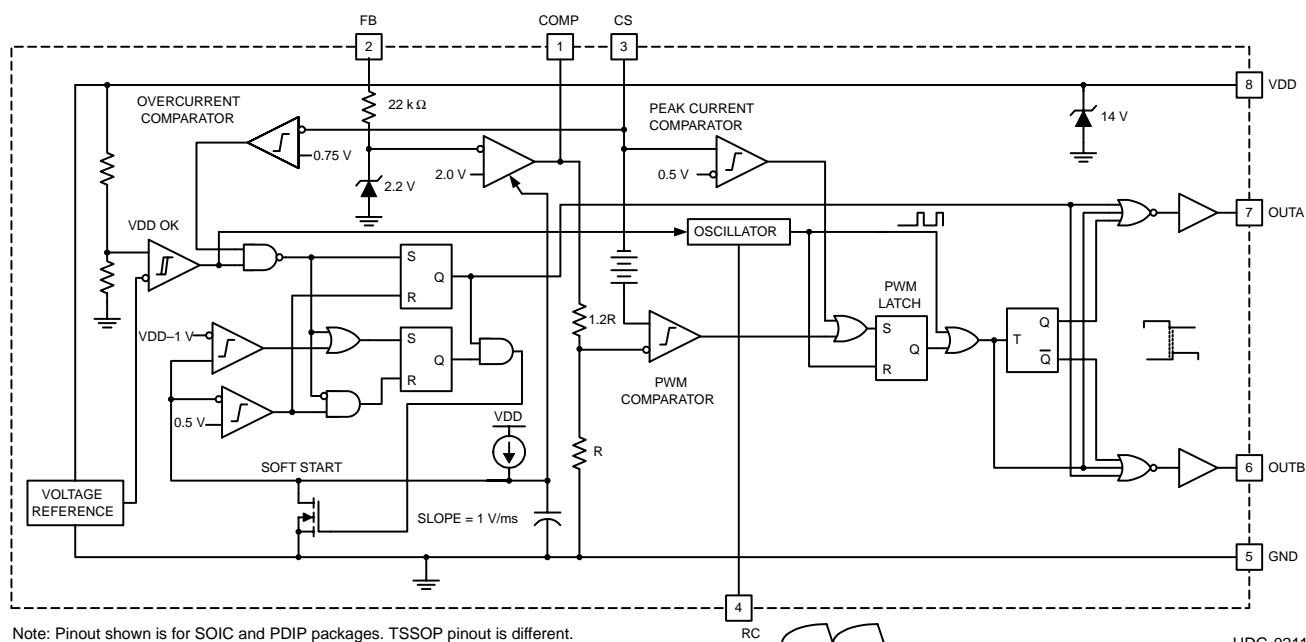 FB
COMP
CS
2
1
3
8
VDD
OVERCURRENT
COMPARATOR
22 kΩ
PEAK CURRENT
COMPARATOR
14 V
0.75 V
2.2 V
2.0 V
0.5 V
VDD OK
OSCILLATOR
7
OUTA
S
Q
R
PWM
LATCH
VDD–1 V
1.2R
S
Q
R
S
Q
R
T
Q
Q
PWM
COMPARATOR
0.5 V
VDD
SOFT START
R
6
OUTB
VOLTAGE
REFERENCE
SLOPE = 1 V/ms
5
GND
4
RC
Note: Pinout shown is for SOIC and PDIP packages. TSSOP pinout is different.